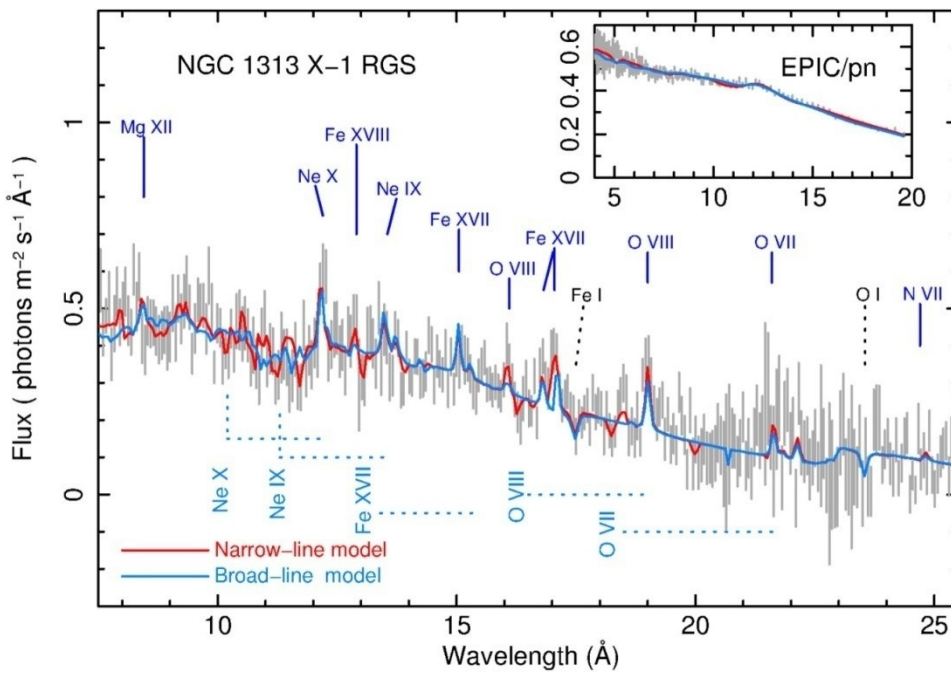 NGC 1313 X−1 RGS
EPIC/pn
0 0.2 0.4 0.6
5 10 15 20
Mg XII
Fe XVIII
Ne X
Ne IX
Fe XVII
O VIII
Fe XVII
O VIII
O VII
Fe I
O I
N VII
Flux ( photons m⁻² s⁻¹ Å⁻¹ )
0 0.5 1
Ne X
Ne IX
Fe XVII
O VIII
O VII
Narrow−line model
Broad−line model
10 15 20 25
Wavelength (Å)